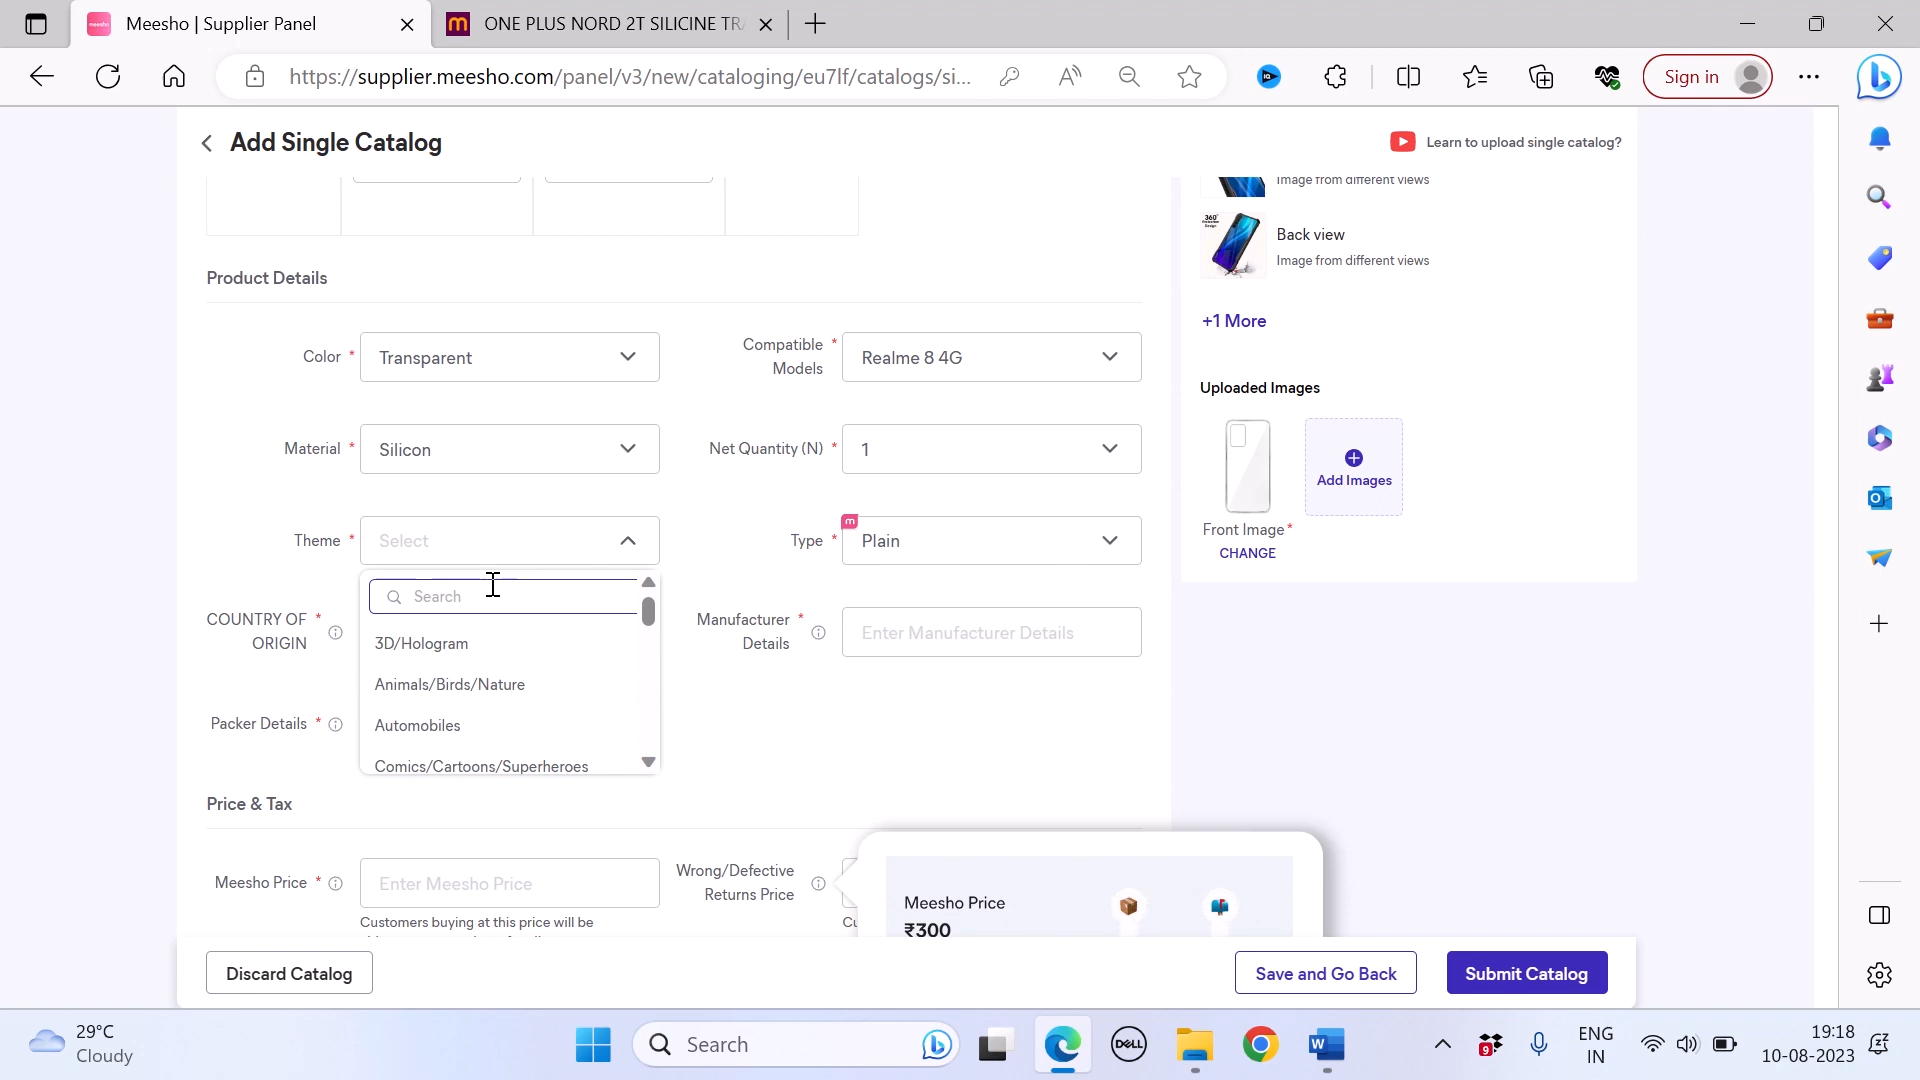 Meesho | Supplier Panel
ONE PLUS NORD 2T SILICINE TRA
https://supplier.meesho.com/panel/v3/new/cataloging/eu7lf/catalogs/si...
Sign in
Add Single Catalog
Learn to upload single catalog?
Image from different views
360°
Back view
Image from different views
Product Details
+1 More
Color *
Transparent
Compatible Models *
Realme 8 4G
Uploaded Images
Material *
Silicon
Net Quantity (N) *
1
Add Images
Theme *
Select
Type *
m
Plain
Front Image *
CHANGE
Search
COUNTRY OF ORIGIN *
Manufacturer Details *
Enter Manufacturer Details
3D/Hologram
Animals/Birds/Nature
Packer Details *
Automobiles
Comics/Cartoons/Superheroes
Price & Tax
Meesho Price *
Enter Meesho Price
Wrong/Defective Returns Price
Meesho Price
₹300
Customers buying at this price will be
Cu
Discard Catalog
Save and Go Back
Submit Catalog
29°C
Cloudy
Search
DELL
W
9
ENG
IN
19:18
10-08-2023